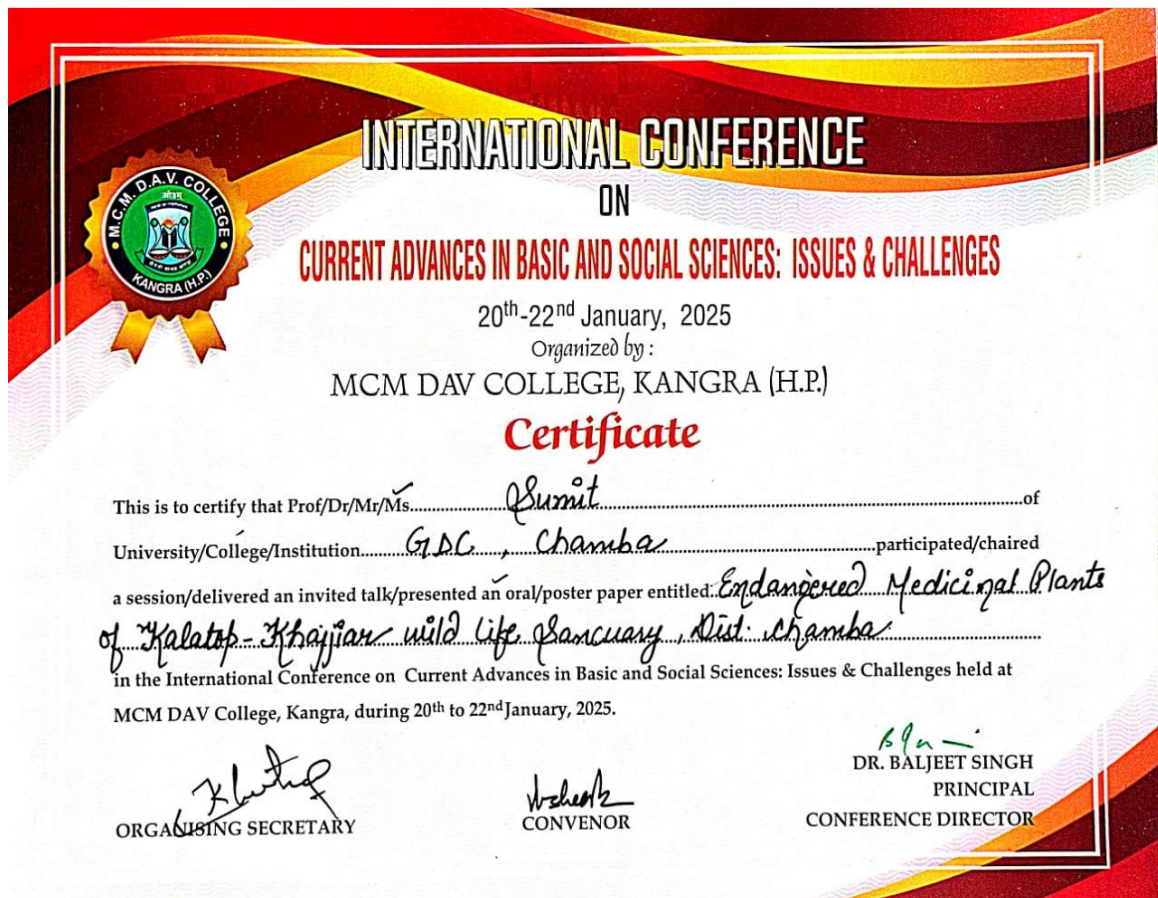 INTERNATIONAL CONFERENCE
ON
CURRENT ADVANCES IN BASIC AND SOCIAL SCIENCES: ISSUES & CHALLENGES
M.C.M. D.A.V. COLLEGE
ओ३म्
KANGRA (H.P.)
20th-22nd January, 2025
Organized by :
MCM DAV COLLEGE, KANGRA (H.P.)
Certificate
This is to certify that Prof/Dr/Mr/Ms. Sumit of
University/College/Institution GDC, Chamba participated/chaired
a session/delivered an invited talk/presented an oral/poster paper entitled: Endangered Medicinal Plants
of Kalatop-Khajjiar wild life Sancuary, Dist. Chamba
in the International Conference on Current Advances in Basic and Social Sciences: Issues & Challenges held at
MCM DAV College, Kangra, during 20th to 22nd January, 2025.
ORGANISING SECRETARY
CONVENOR
DR. BALJEET SINGH
PRINCIPAL
CONFERENCE DIRECTOR